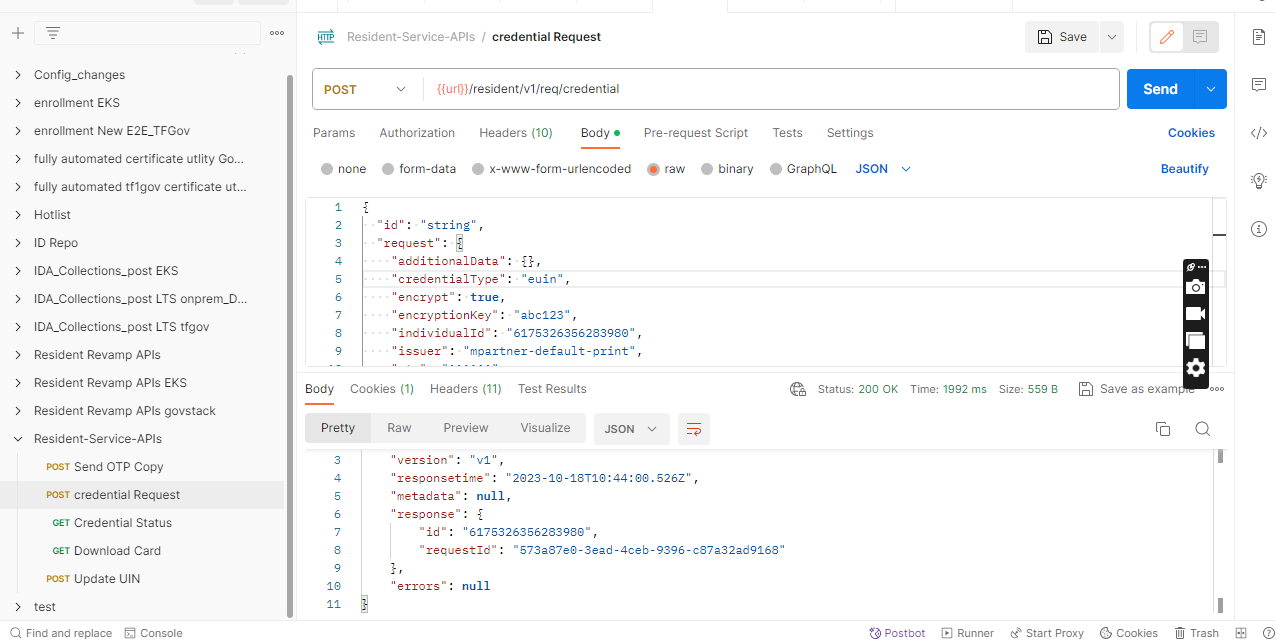 HTTP Resident-Service-APIs / credential Request
Save
Config_changes
enrollment EKS
enrollment New E2E_TFGov
fully automated certificate utlity Go...
fully automated tf1gov certificate ut...
Hotlist
ID Repo
IDA_Collections_post EKS
IDA_Collections_post LTS onprem_D...
IDA_Collections_post LTS tfgov
Resident Revamp APIs
Resident Revamp APIs EKS
Resident Revamp APIs govstack
Resident-Service-APIs
POST Send OTP Copy
POST credential Request
GET Credential Status
GET Download Card
POST Update UIN
test
POST {{url}}/resident/v1/req/credential
Send
Params Authorization Headers (10) Body Pre-request Script Tests Settings Cookies
none form-data x-www-form-urlencoded raw binary GraphQL JSON Beautify
1 {
2 "id": "string",
3 "request": {
4 "additionalData": {},
5 "credentialType": "euin",
6 "encrypt": true,
7 "encryptionKey": "abc123",
8 "individualId": "6175326356283980",
9 "issuer": "mpartner-default-print",
Body Cookies (1) Headers (11) Test Results
Status: 200 OK Time: 1992 ms Size: 559 B Save as example
Pretty Raw Preview Visualize JSON
3 "version": "v1",
4 "responsetime": "2023-10-18T10:44:00.526Z",
5 "metadata": null,
6 "response": {
7 "id": "6175326356283980",
8 "requestId": "573a87e0-3ead-4ceb-9396-c87a32ad9168"
9 },
10 "errors": null
11 }
Find and replace Console
Postbot Runner Start Proxy Cookies Trash